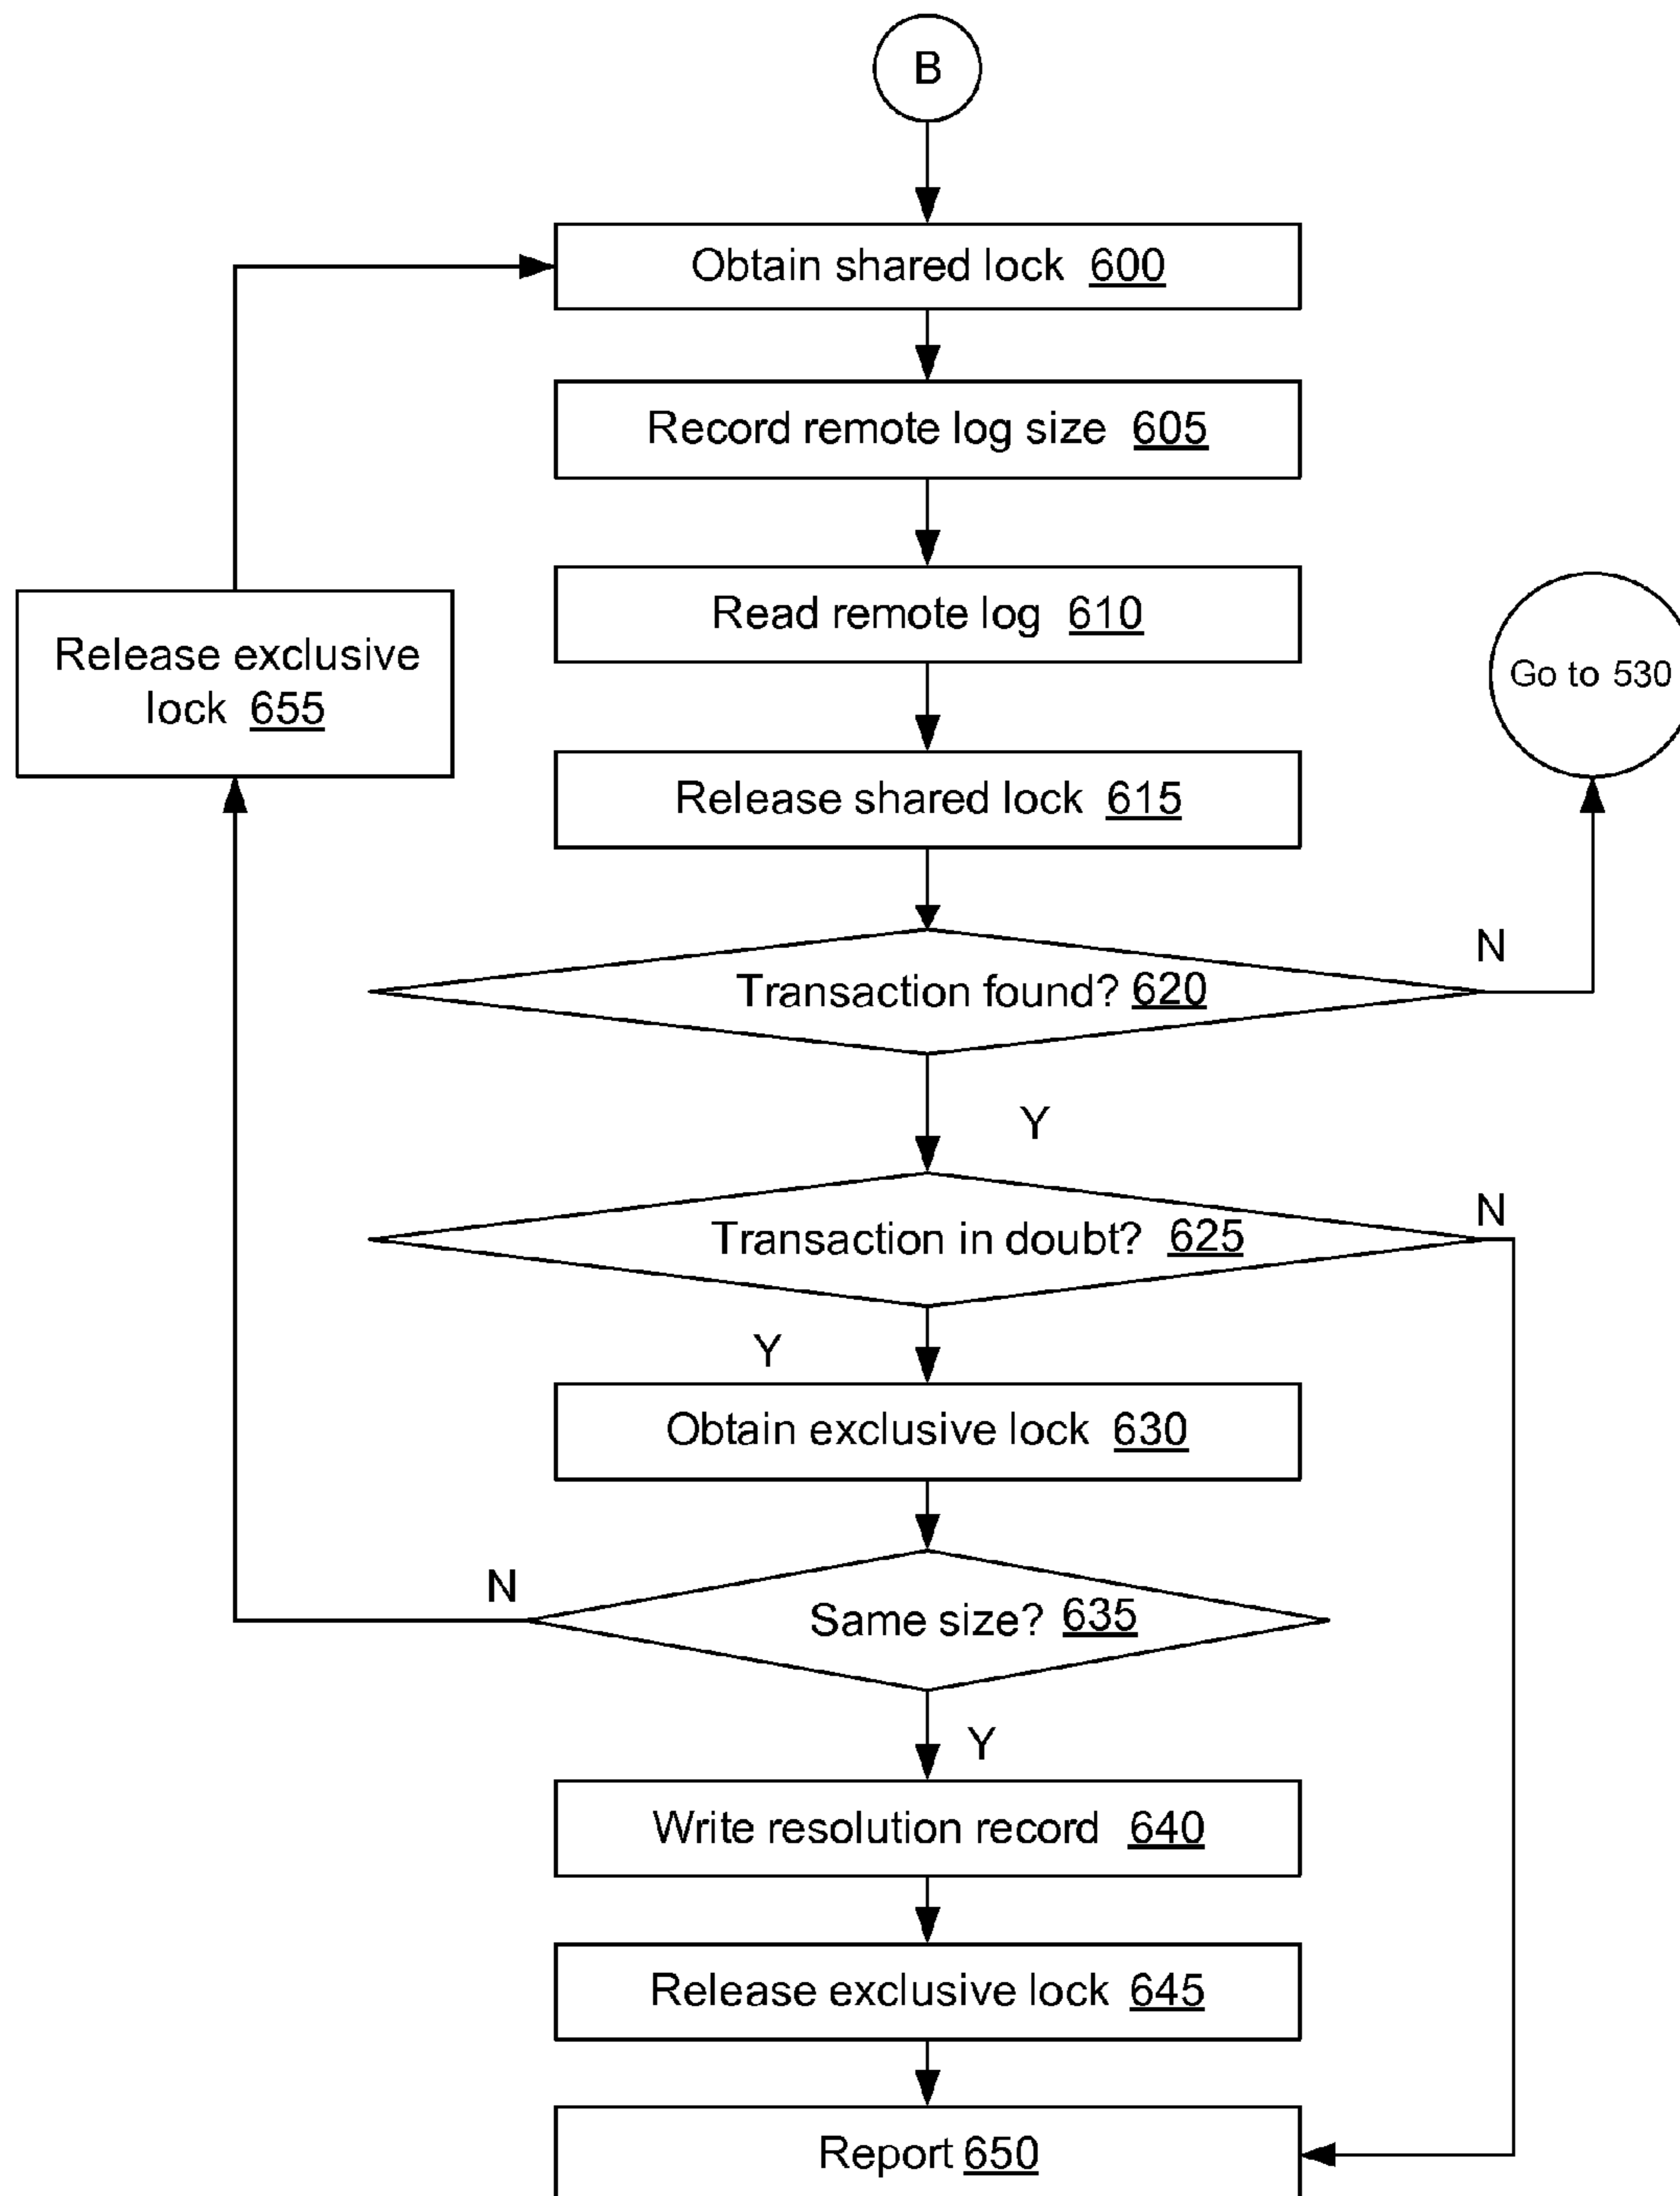 B
Obtain shared lock 600
Record remote log size 605
Read remote log 610
Release exclusive
lock 655
Go to 530
Release shared lock 615
N
Transaction found? 620
Y
N
Transaction in doubt? 625
Y
Obtain exclusive lock 630
N
Same size? 635
Y
Write resolution record 640
Release exclusive lock 645
Report 650